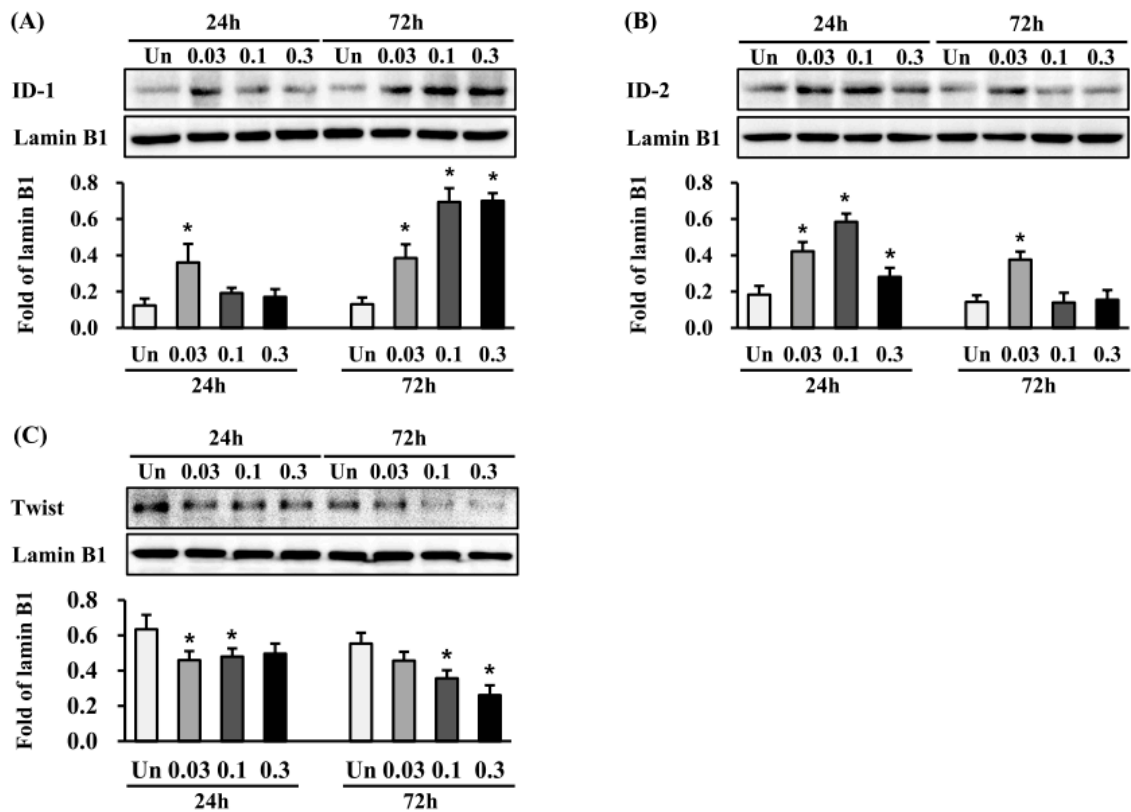 (A)
24h 72h
Un 0.03 0.1 0.3 Un 0.03 0.1 0.3
ID-1
Lamin B1
Fold of lamin B1
0.8
0.6
0.4
0.2
0.0
* * * *
Un 0.03 0.1 0.3 Un 0.03 0.1 0.3
24h 72h
(B)
24h 72h
Un 0.03 0.1 0.3 Un 0.03 0.1 0.3
ID-2
Lamin B1
Fold of lamin B1
0.8
0.6
0.4
0.2
0.0
* * * *
Un 0.03 0.1 0.3 Un 0.03 0.1 0.3
24h 72h
(C)
24h 72h
Un 0.03 0.1 0.3 Un 0.03 0.1 0.3
Twist
Lamin B1
Fold of lamin B1
0.8
0.6
0.4
0.2
0.0
* * * *
Un 0.03 0.1 0.3 Un 0.03 0.1 0.3
24h 72h